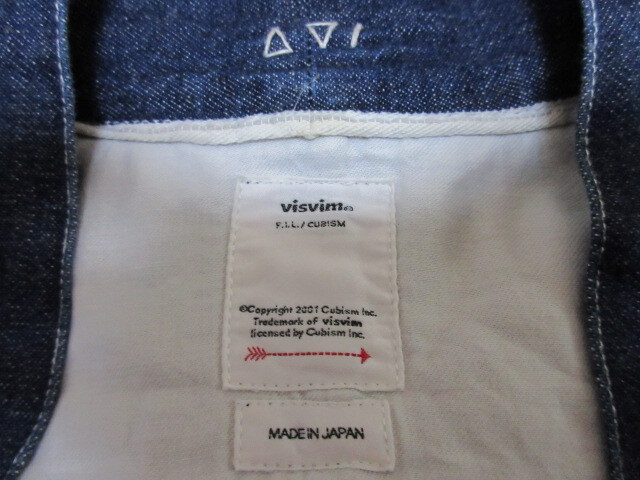 visvim®
F.I.L./ CUBISM
©Copyright 2001 Cubism Inc.
Trademark of visvim
licensed by Cubism Inc.
MADE IN JAPAN